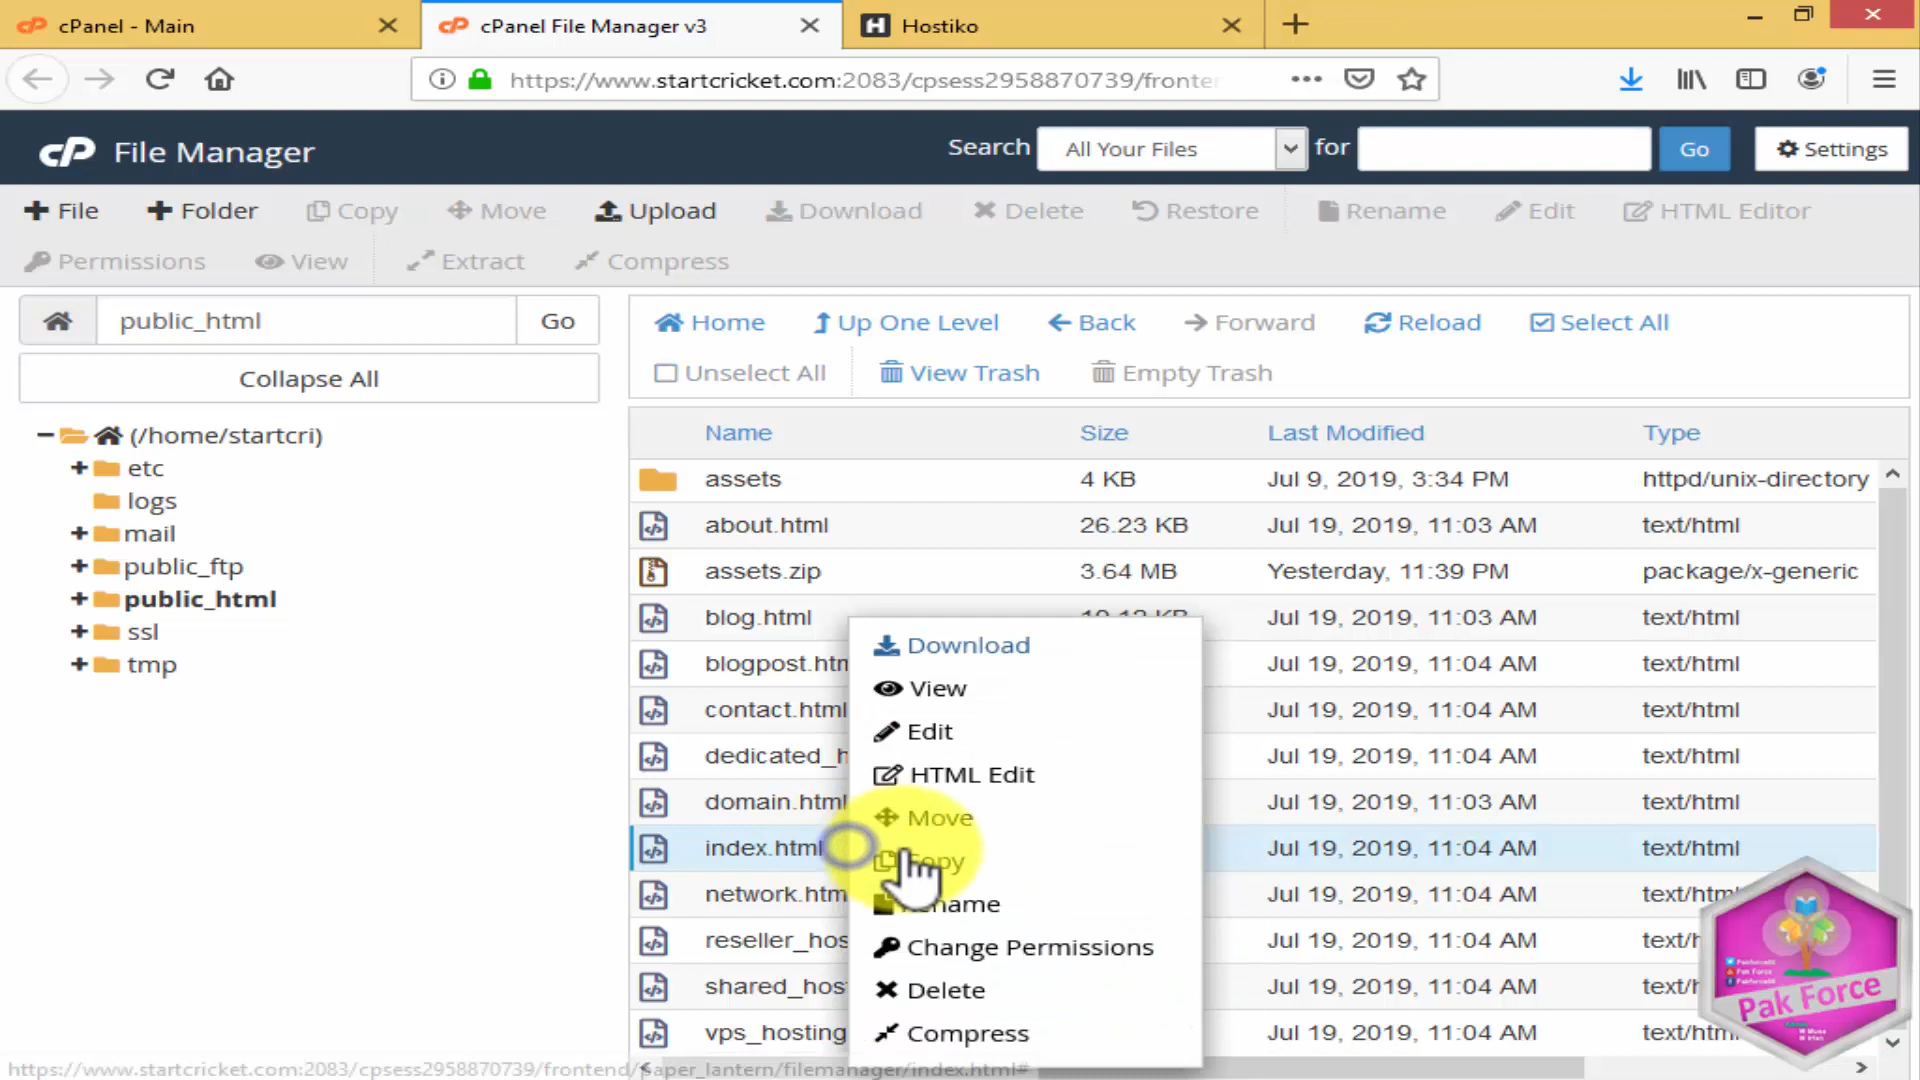 cPanel - Main
cPanel File Manager v3
Hostiko
https://www.startcricket.com:2083/cpsess2958870739/fronte
cP File Manager
Search All Your Files for Go Settings
File Folder Copy Move Upload Download Delete Restore Rename Edit HTML Editor
Permissions View Extract Compress
public_html Go
Collapse All
(/home/startcri)
etc
logs
mail
public_ftp
public_html
ssl
tmp
Home Up One Level Back Forward Reload Select All
Unselect All View Trash Empty Trash
Name Size Last Modified Type
assets 4 KB Jul 9, 2019, 3:34 PM httpd/unix-directory
about.html 26.23 KB Jul 19, 2019, 11:03 AM text/html
assets.zip 3.64 MB Yesterday, 11:39 PM package/x-generic
blog.html KB Jul 19, 2019, 11:03 AM text/html
blogpost.htm Jul 19, 2019, 11:04 AM text/html
contact.html Jul 19, 2019, 11:04 AM text/html
dedicated_h Jul 19, 2019, 11:04 AM text/html
domain.html Jul 19, 2019, 11:03 AM text/html
index.html Jul 19, 2019, 11:04 AM text/html
network.htm Jul 19, 2019, 11:04 AM text/htm
reseller_hos Jul 19, 2019, 11:04 AM text/h
shared_hos Jul 19, 2019, 11:04 AM text/
vps_hosting Jul 19, 2019, 11:04 AM text/
Download
View
Edit
HTML Edit
Move
Copy
Rename
Change Permissions
Delete
Compress
Pak Force
https://www.startcricket.com:2083/cpsess2958870739/frontend/paper_lantern/filemanager/index.html#